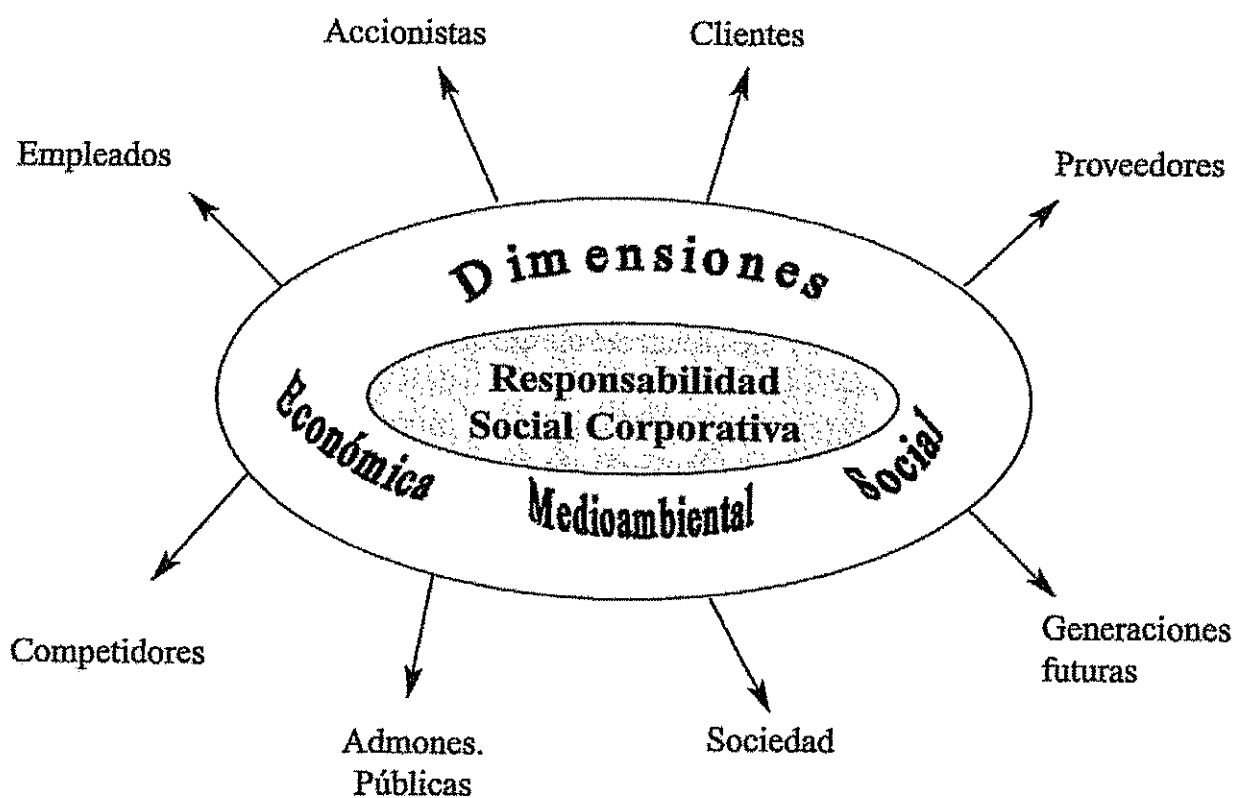 Accionistas
Clientes
Empleados
Proveedores
Dimensiones
Responsabilidad
Social Corporativa
Económica
Medioambiental
Social
Competidores
Generaciones
futuras
Admones.
Públicas
Sociedad